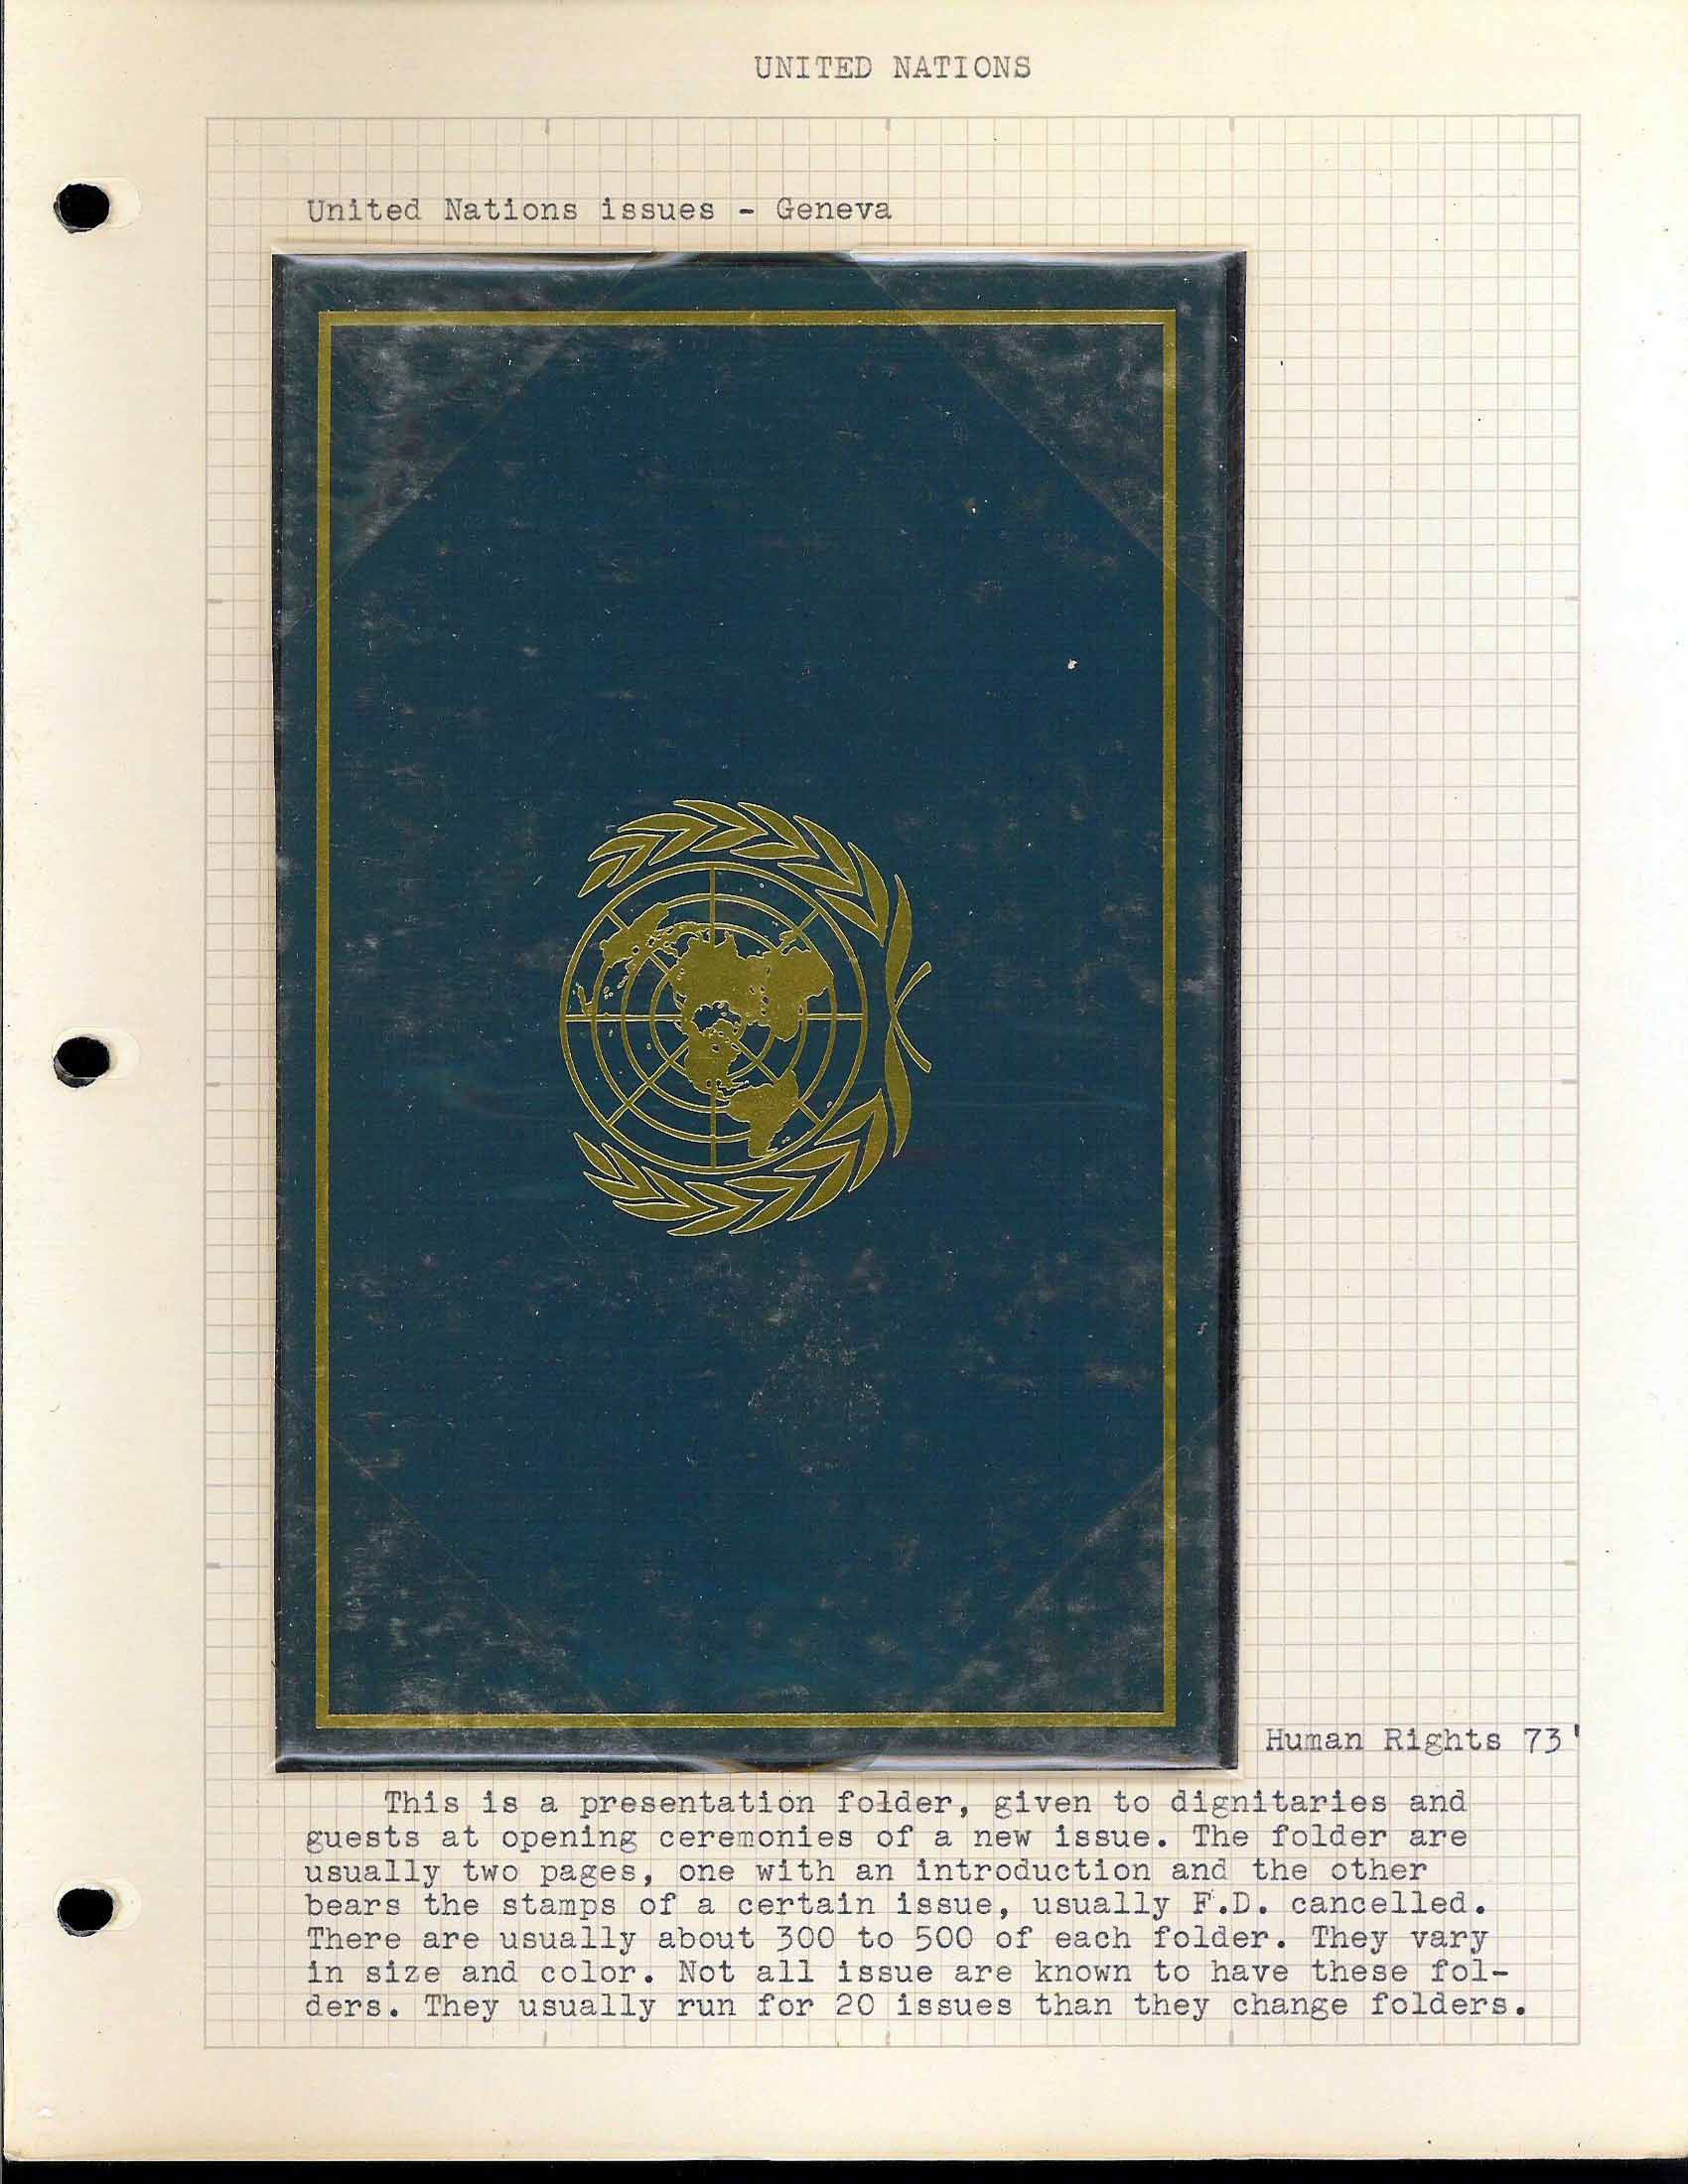 UNITED NATIONS
United Nations issues - Geneva
Human Rights 73'
This is a presentation folder, given to dignitaries and
guests at opening ceremonies of a new issue. The folder are
usually two pages, one with an introduction and the other
bears the stamps of a certain issue, usually F.D. cancelled.
There are usually about 300 to 500 of each folder. They vary
in size and color. Not all issue are known to have these fol-
ders. They usually run for 20 issues than they change folders.